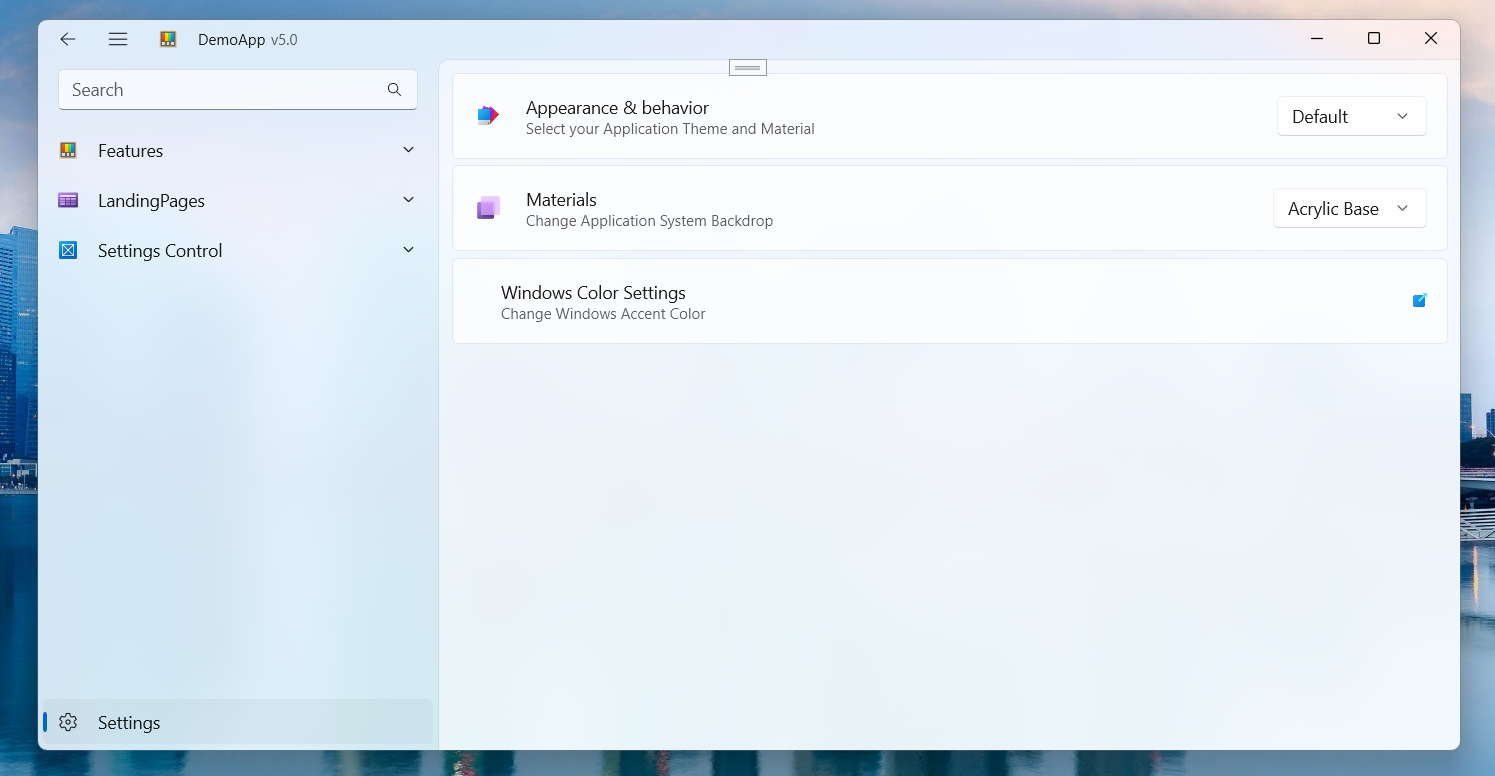 DemoApp v5.0
Search
Features
LandingPages
Settings Control
Settings
Appearance & behavior
Select your Application Theme and Material
Default
Materials
Change Application System Backdrop
Acrylic Base
Windows Color Settings
Change Windows Accent Color